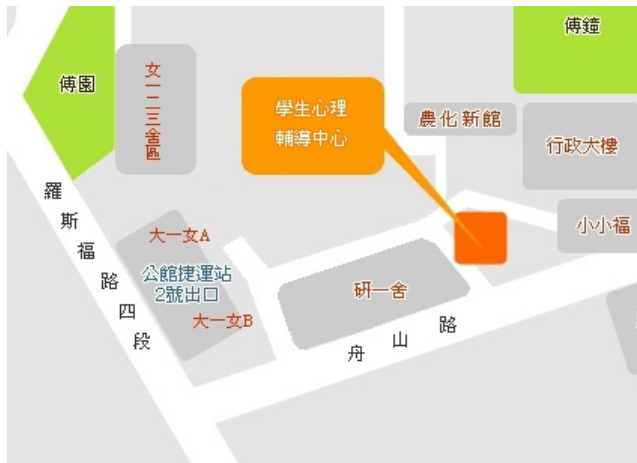 傅鐘
傅園
女一二三舍區
學生心理
輔導中心
農化新館
行政大樓
小小福
羅斯福路四段
大一女A
公館捷運站
2號出口
大一女B
研一舍
舟山路